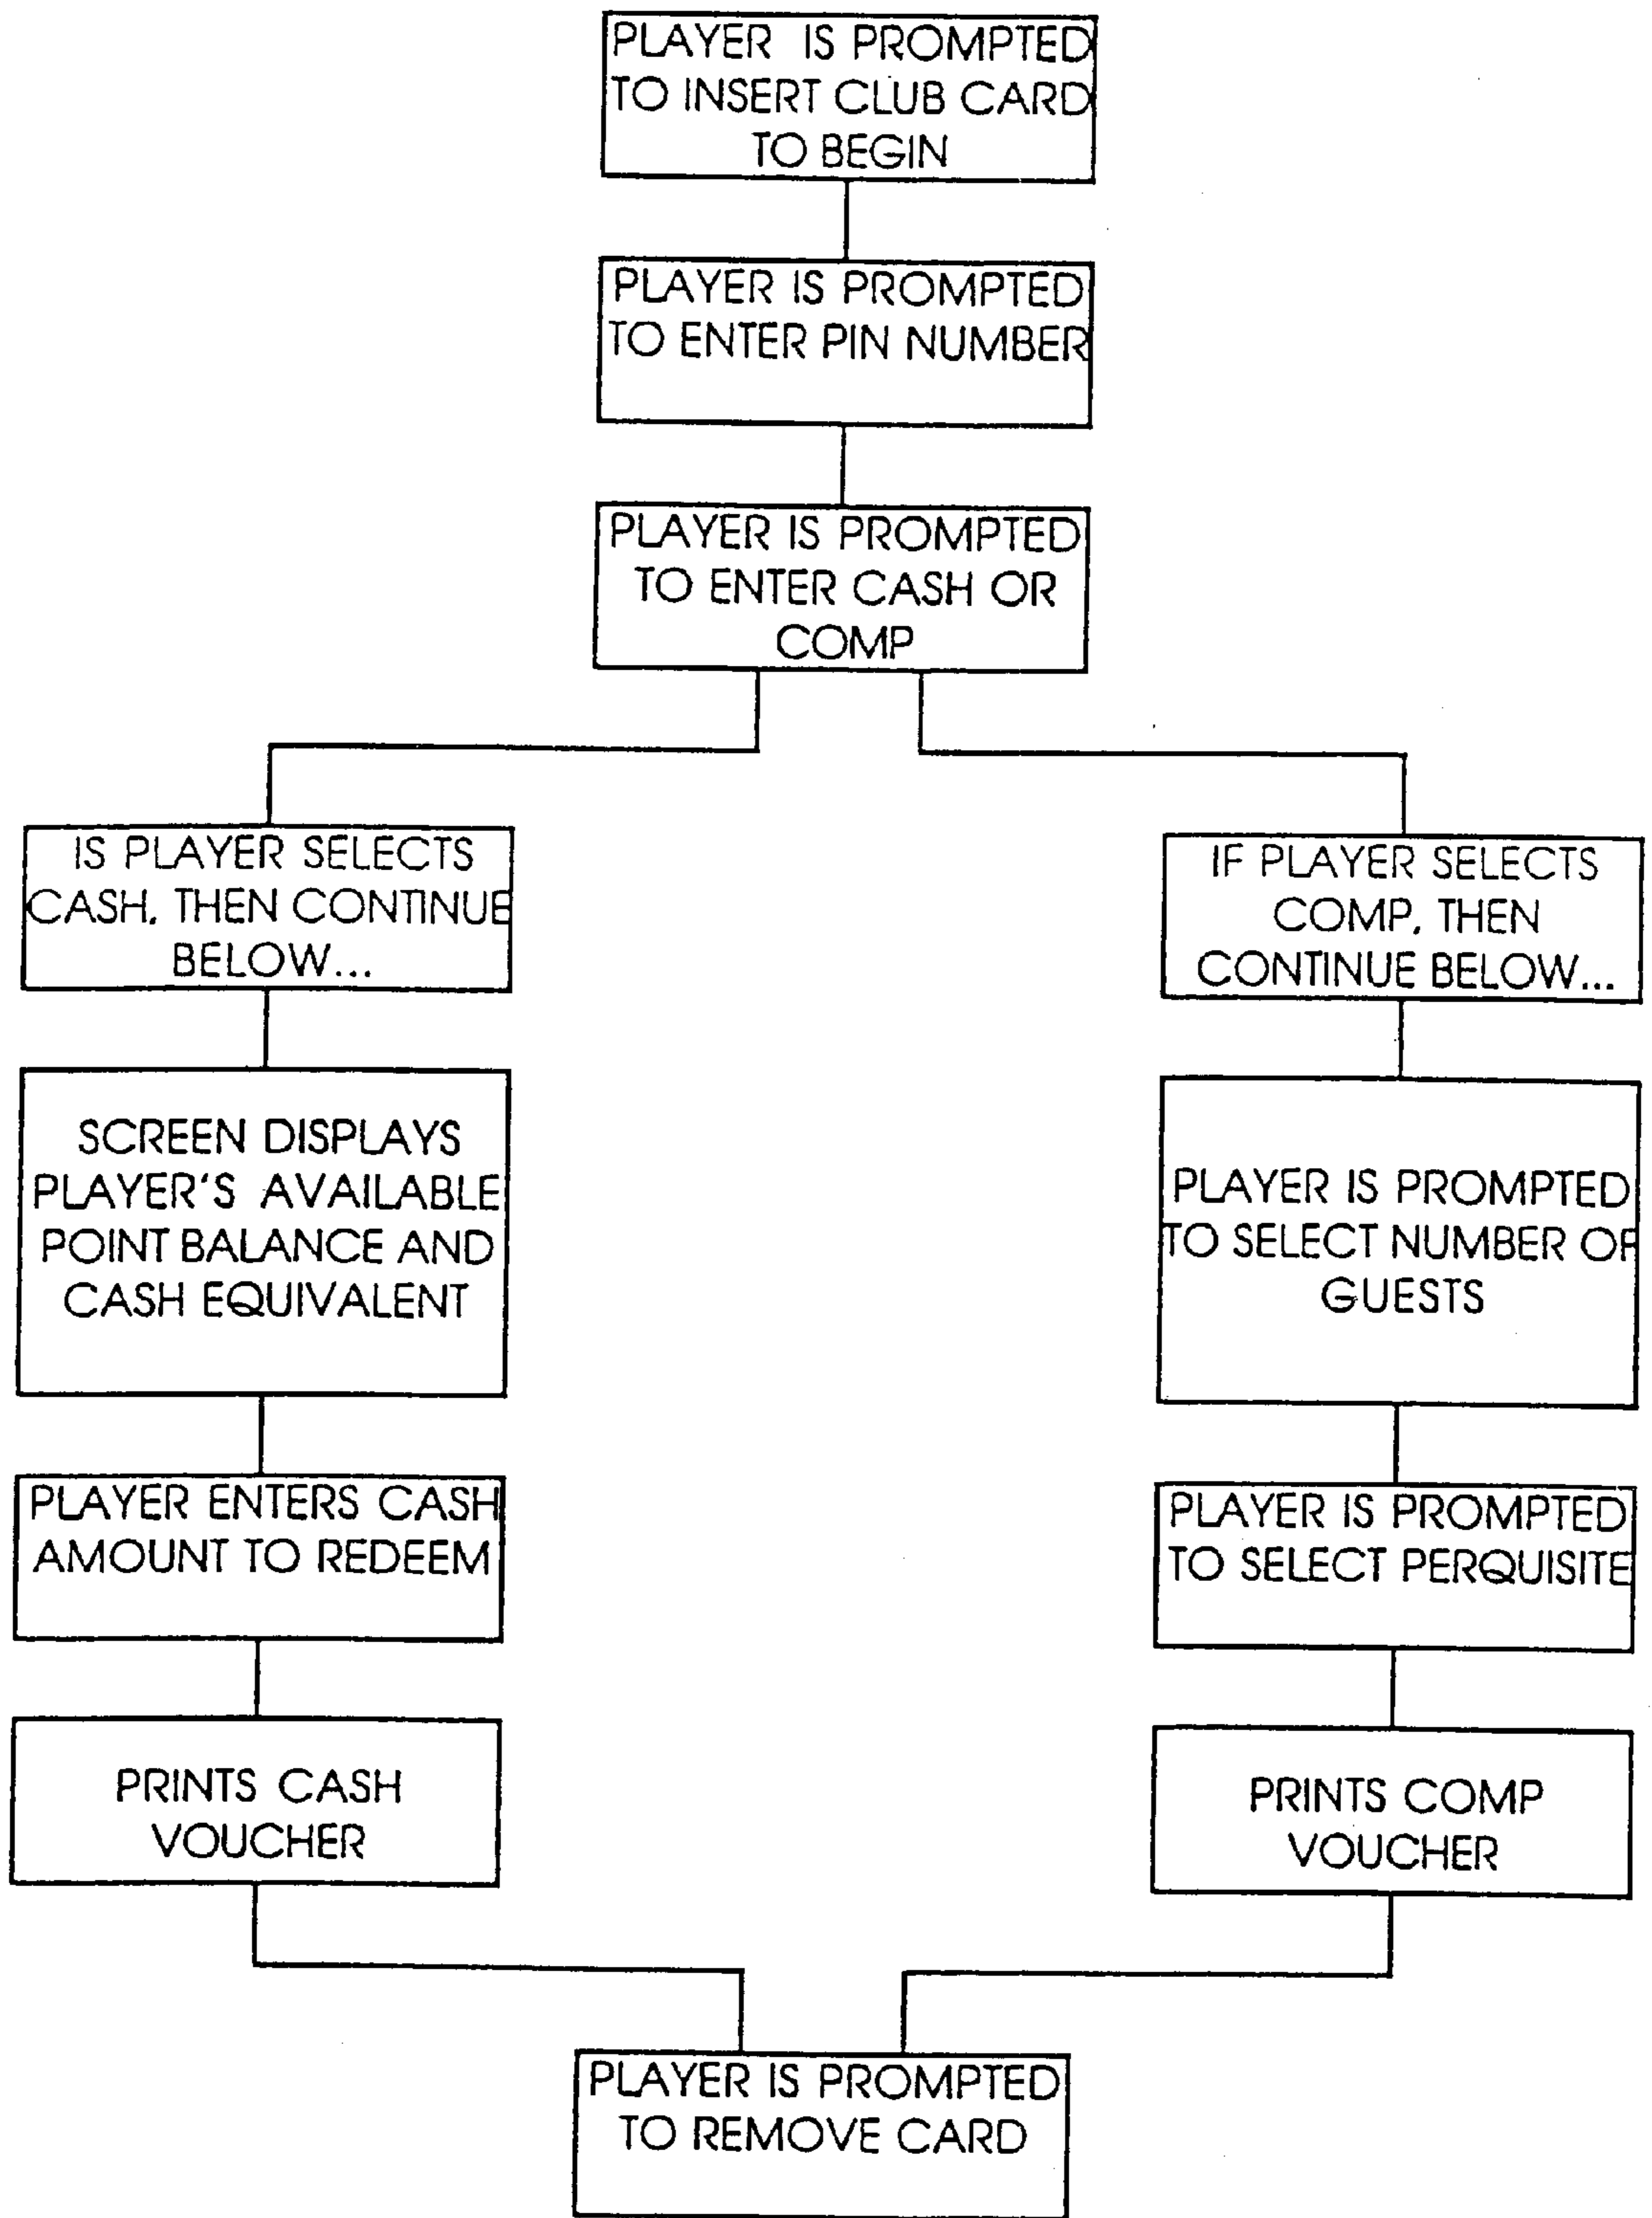 PLAYER IS PROMPTED
TO INSERT CLUB CARD
TO BEGIN
PLAYER IS PROMPTED
TO ENTER PIN NUMBER
PLAYER IS PROMPTED
TO ENTER CASH OR
COMP
IS PLAYER SELECTS
CASH, THEN CONTINUE
BELOW...
SCREEN DISPLAYS
PLAYER'S AVAILABLE
POINT BALANCE AND
CASH EQUIVALENT
PLAYER ENTERS CASH
AMOUNT TO REDEEM
PRINTS CASH
VOUCHER
IF PLAYER SELECTS
COMP, THEN
CONTINUE BELOW...
PLAYER IS PROMPTED
TO SELECT NUMBER OF
GUESTS
PLAYER IS PROMPTED
TO SELECT PERQUISITE
PRINTS COMP
VOUCHER
PLAYER IS PROMPTED
TO REMOVE CARD